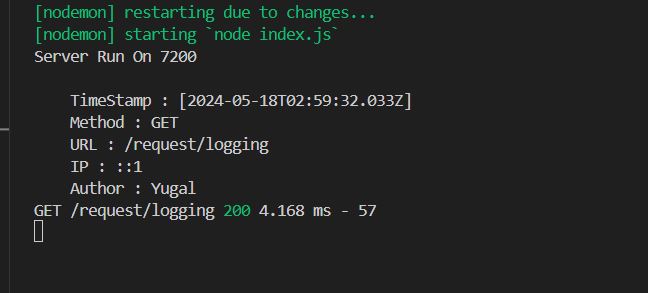 [nodemon] restarting due to changes...
[nodemon] starting `node index.js`
Server Run On 7200
TimeStamp : [2024-05-18T02:59:32.033Z]
Method : GET
URL : /request/logging
IP : ::1
Author : Yugal
GET /request/logging 200 4.168 ms - 57